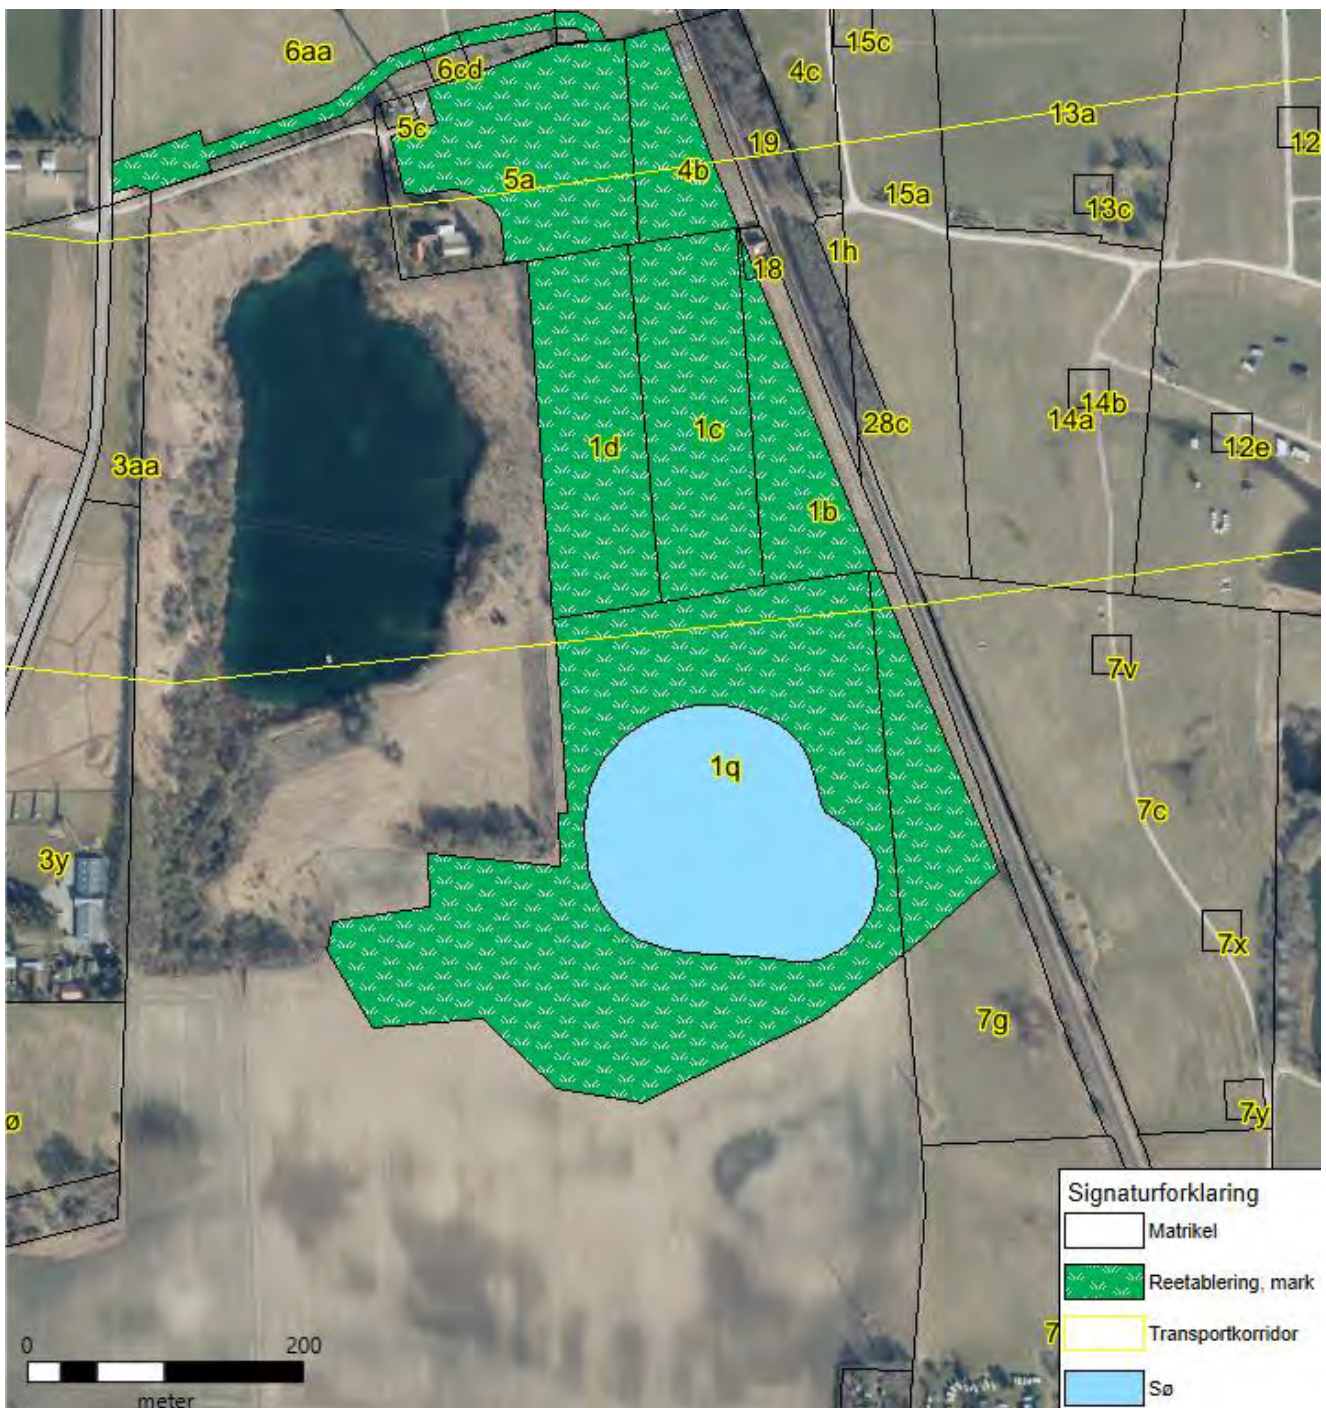 6aa
6cd
15c
4c
13a
12
5c
19
5a
4b
15a
13c
1h
18
14b
14a
28c
12e
1c
1d
3aa
1b
7v
1q
7c
3y
7x
7g
ø
7y
7
Signaturforklaring
Matrikel
Reetablering, mark
Transportkorridor
Sø
0 200
meter